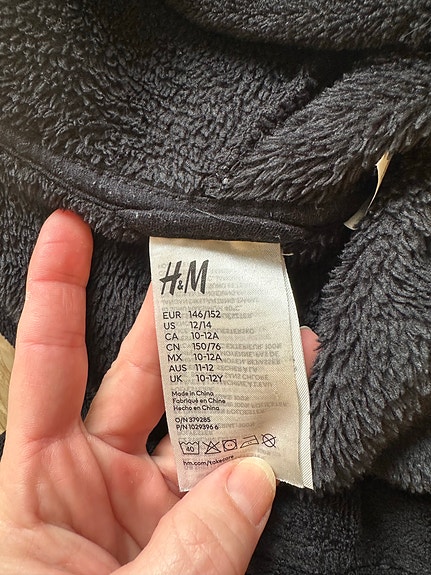 H&M
EUR 146/152
US 12/14
CA 10-12A
CN 150/76
MX 10-12A
AUS 11-12
UK 10-12Y
Made in China
Fabriqué en China
Hecho en China
O/N 379285
P/N 1029396 6
40
hm.com/takecare